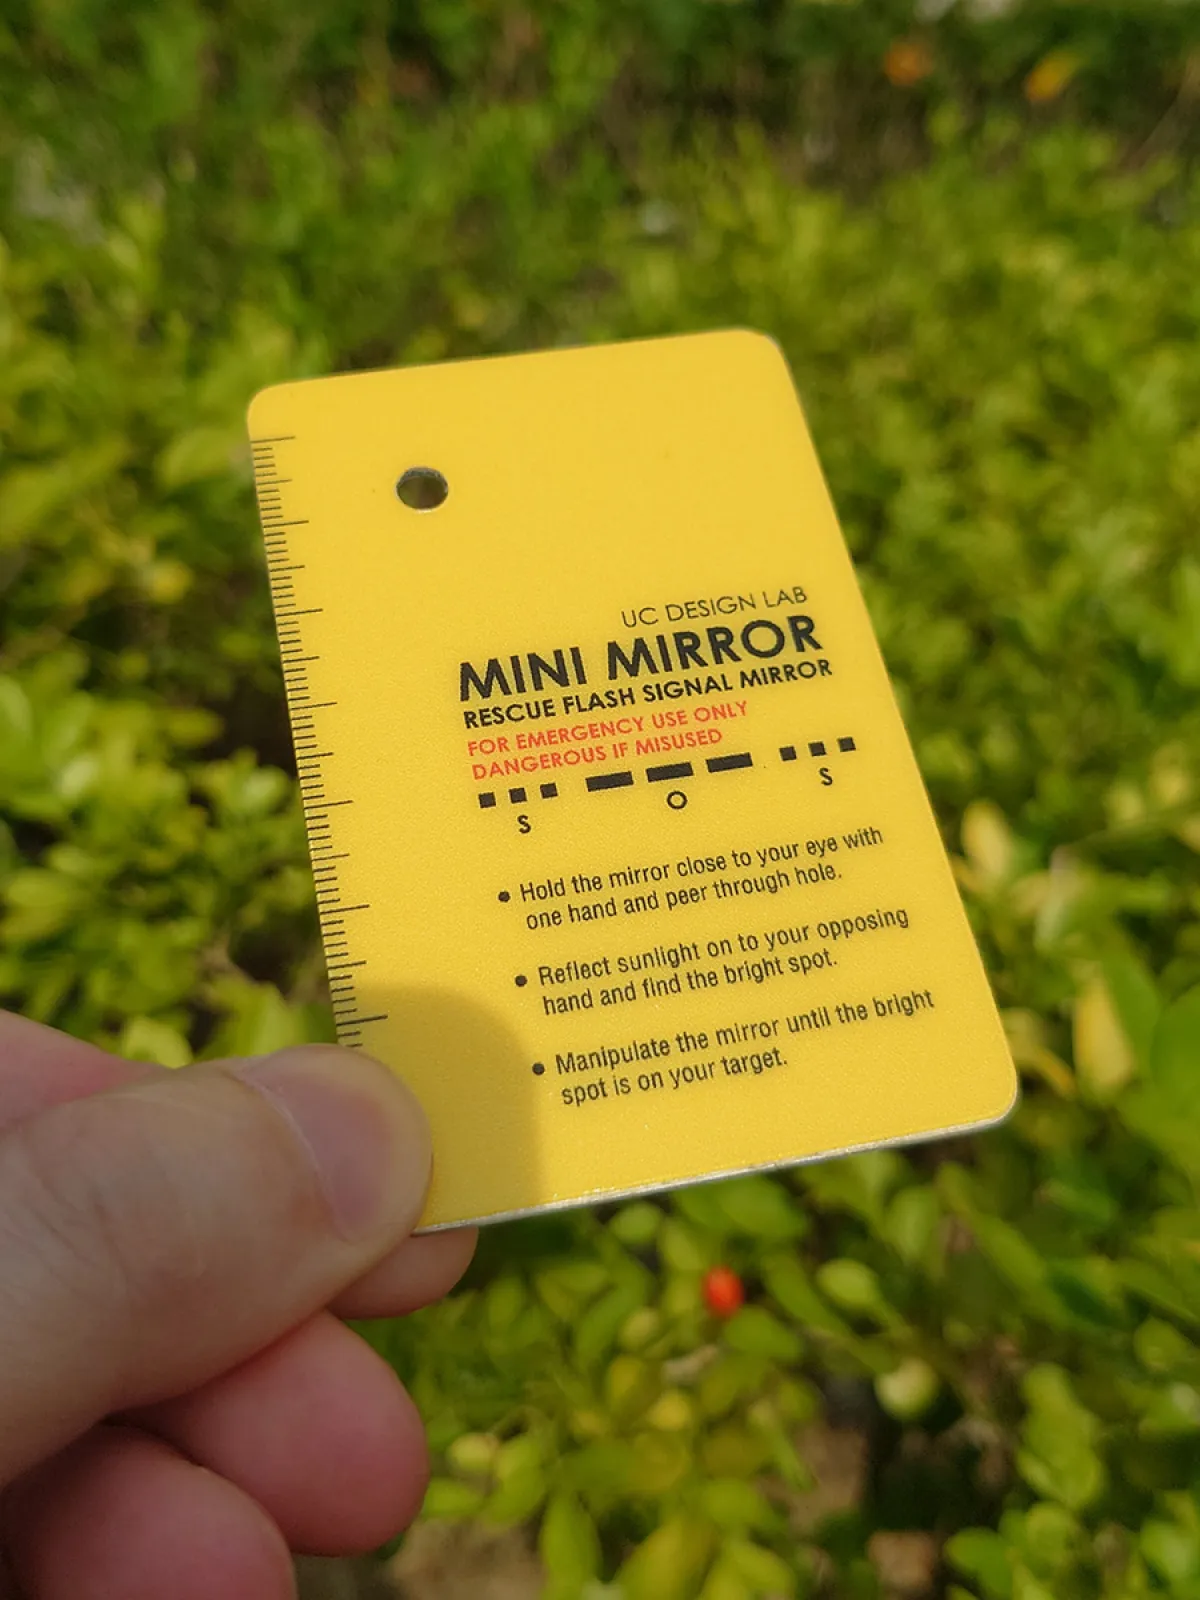 UC DESIGN LAB
MINI MIRROR
RESCUE FLASH SIGNAL MIRROR
FOR EMERGENCY USE ONLY
DANGEROUS IF MISUSED
S O S
• Hold the mirror close to your eye with
one hand and peer through hole.
• Reflect sunlight on to your opposing
hand and find the bright spot.
• Manipulate the mirror until the bright
spot is on your target.